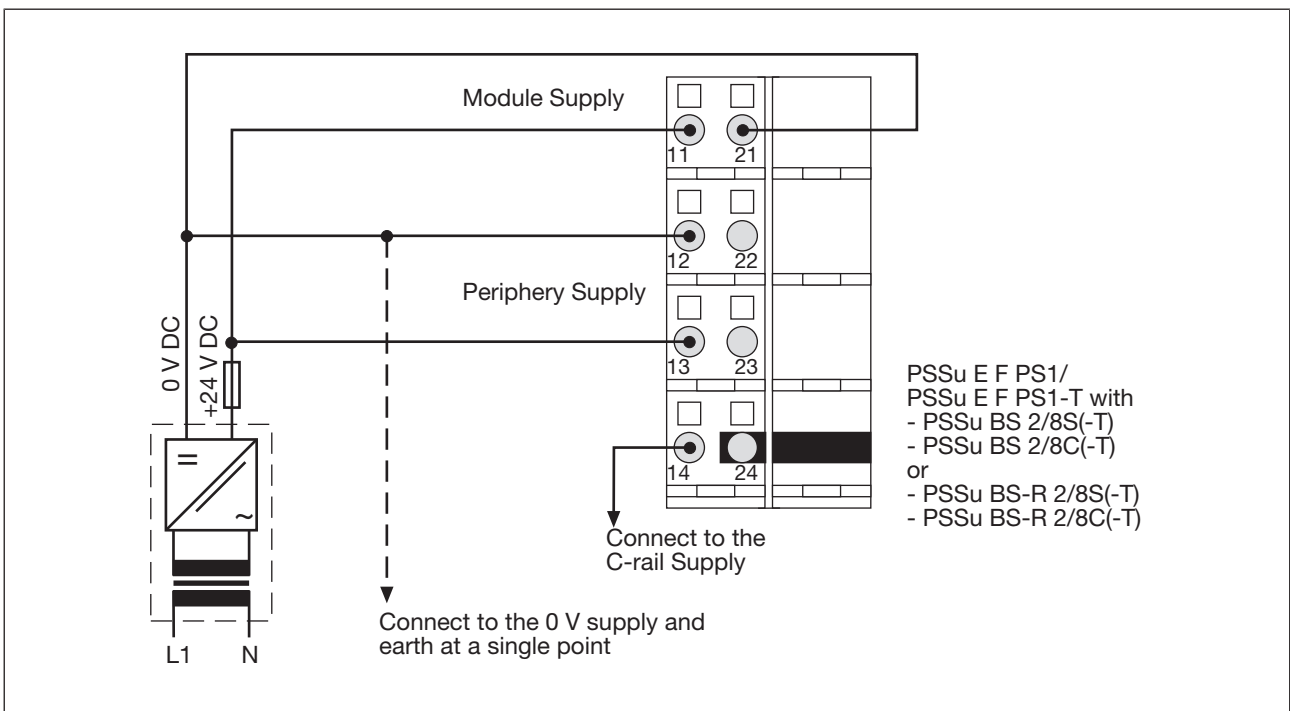 Module Supply
11 21
12 22
Periphery Supply
13 23
0 V DC
+24 V DC
14 24
PSSu E F PS1/
PSSu E F PS1-T with
- PSSu BS 2/8S(-T)
- PSSu BS 2/8C(-T)
or
- PSSu BS-R 2/8S(-T)
- PSSu BS-R 2/8C(-T)
Connect to the
C-rail Supply
Connect to the 0 V supply and
earth at a single point
L1 N